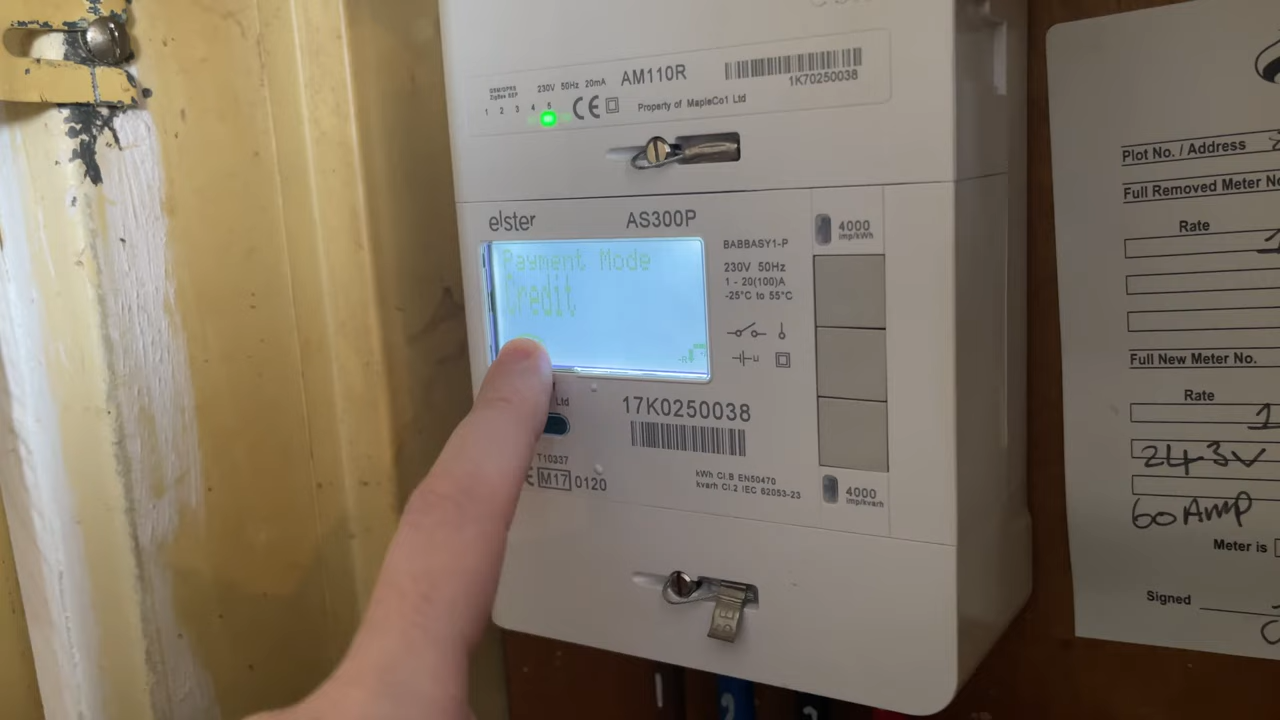 GSM/GPRS
ZigBee SEP
230V 50Hz 20mA
AM110R
1 2 3 4 5
CE
Property of MapleCo1 Ltd
1K70250038
elster
AS300P
4000
imp/kWh
Payment Mode
Credit
BABBASY1-P
230V 50Hz
1 - 20(100)A
-25°C to 55°C
Ltd
17K0250038
T10337
M17 0120
kWh Cl.B EN50470
kvarh Cl.2 IEC 62053-23
4000
imp/kvarh
Plot No. / Address
Full Removed Meter No
Rate
Full New Meter No.
Rate
1
243V
60 Amp
Meter is
Signed
2